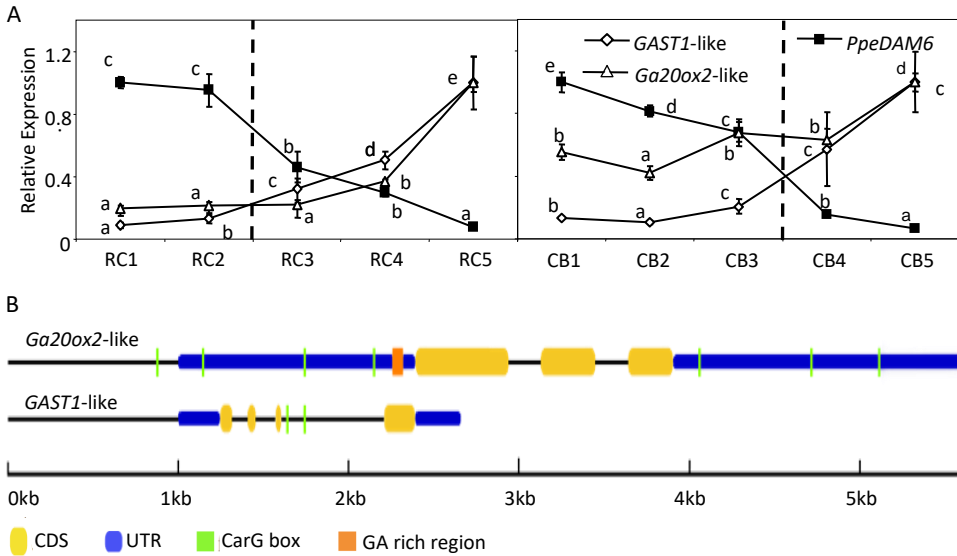 A
GAST1-like
PpeDAM6
Ga20ox2-like
Relative Expression
1.2
0.8
0.4
0
c
c
b
c
d
e
a
a
a
b
a
b
a
b
RC1
RC2
RC3
RC4
RC5
e
d
c
b
a
b
a
b
b
c
c
b
a
d
c
CB1
CB2
CB3
CB4
CB5
B
Ga20ox2-like
GAST1-like
0kb
1kb
2kb
3kb
4kb
5kb
CDS
UTR
CarG box
GA rich region